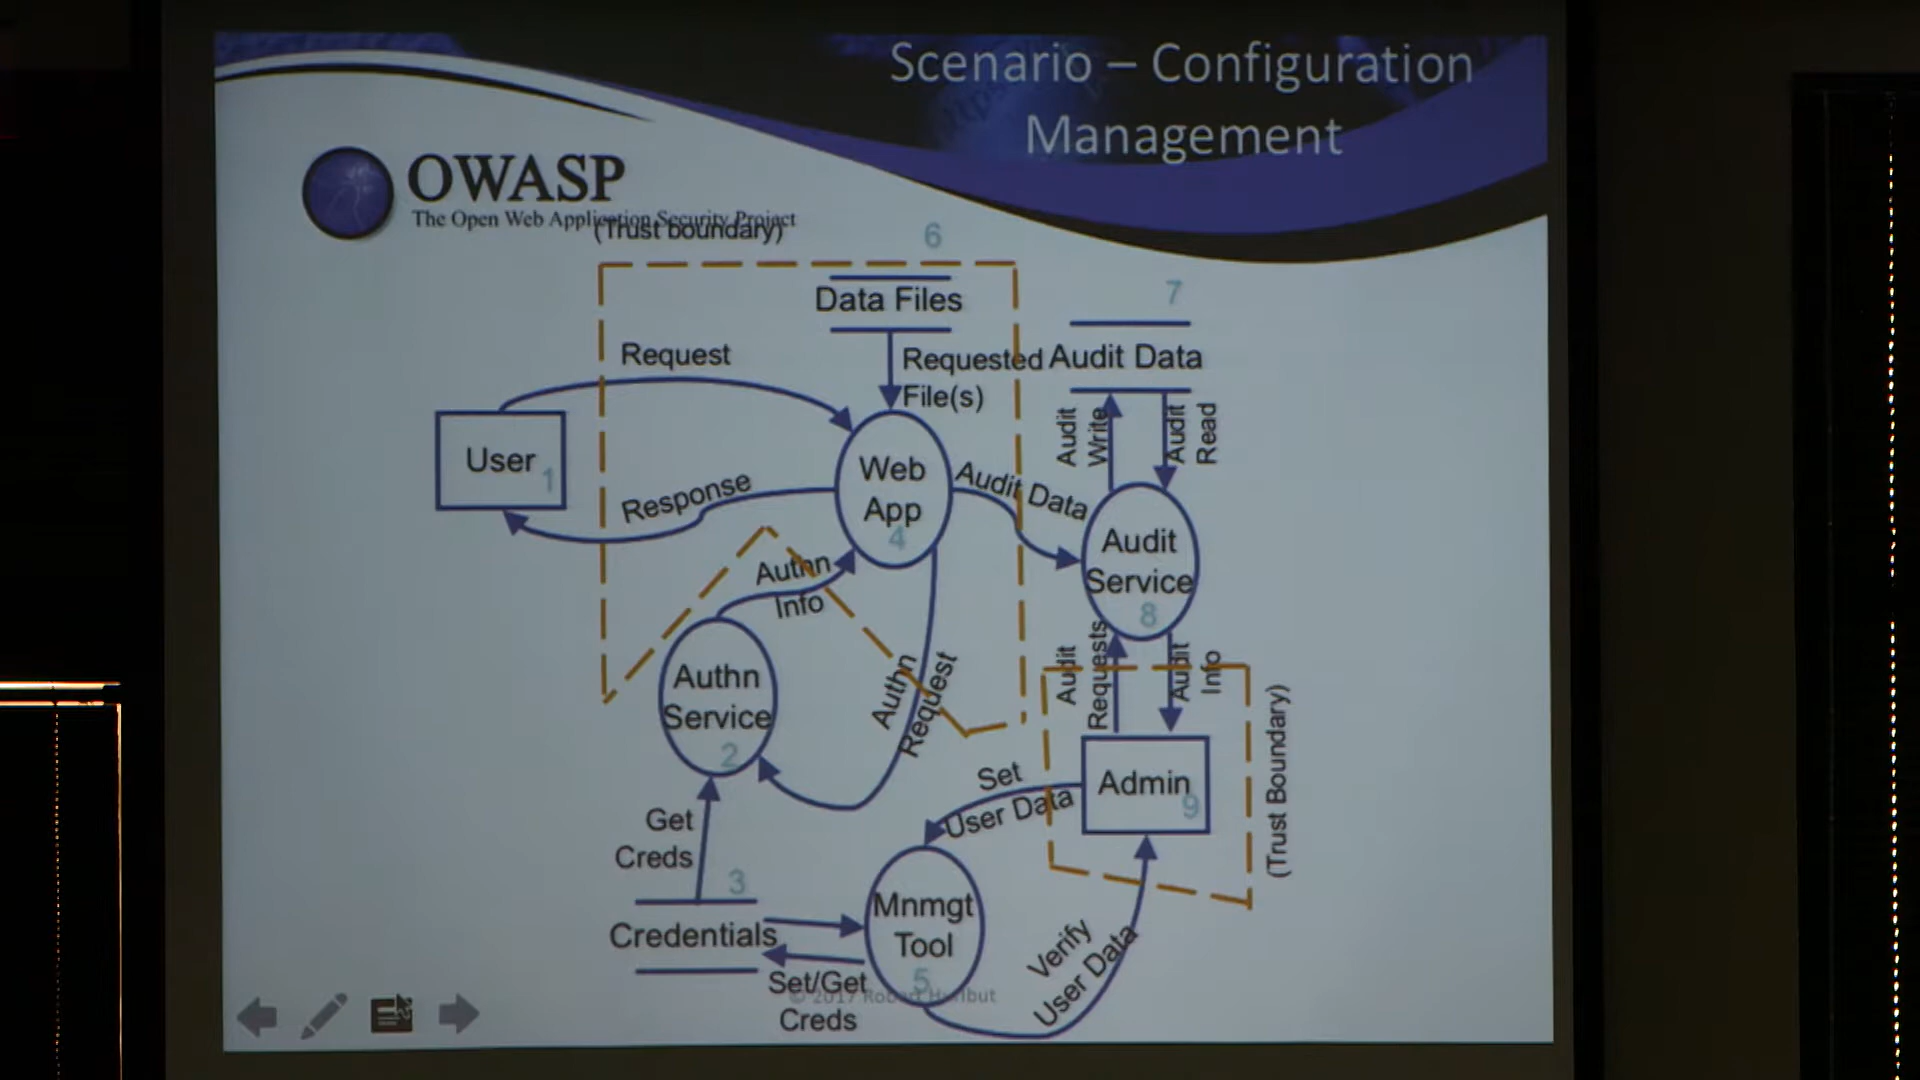 Scenario – Configuration
Management
OWASP
The Open Web Application Security Project
(Trust boundary)
6
Data Files
7
Request
Requested
File(s)
Audit Data
Audit
Write
Audit
Read
User
1
Web
App
4
Response
Audit Data
Audit
Service
8
Authn
Info
Authn
Service
2
Authn
Request
Audit
Requests
Audit
Info
(Trust Boundary)
Set
User Data
Admin
9
Get
Creds
3
Credentials
Mnmgt
Tool
5
Set/Get
Creds
Verify
User Data
© 2017 Robert Hurlbut